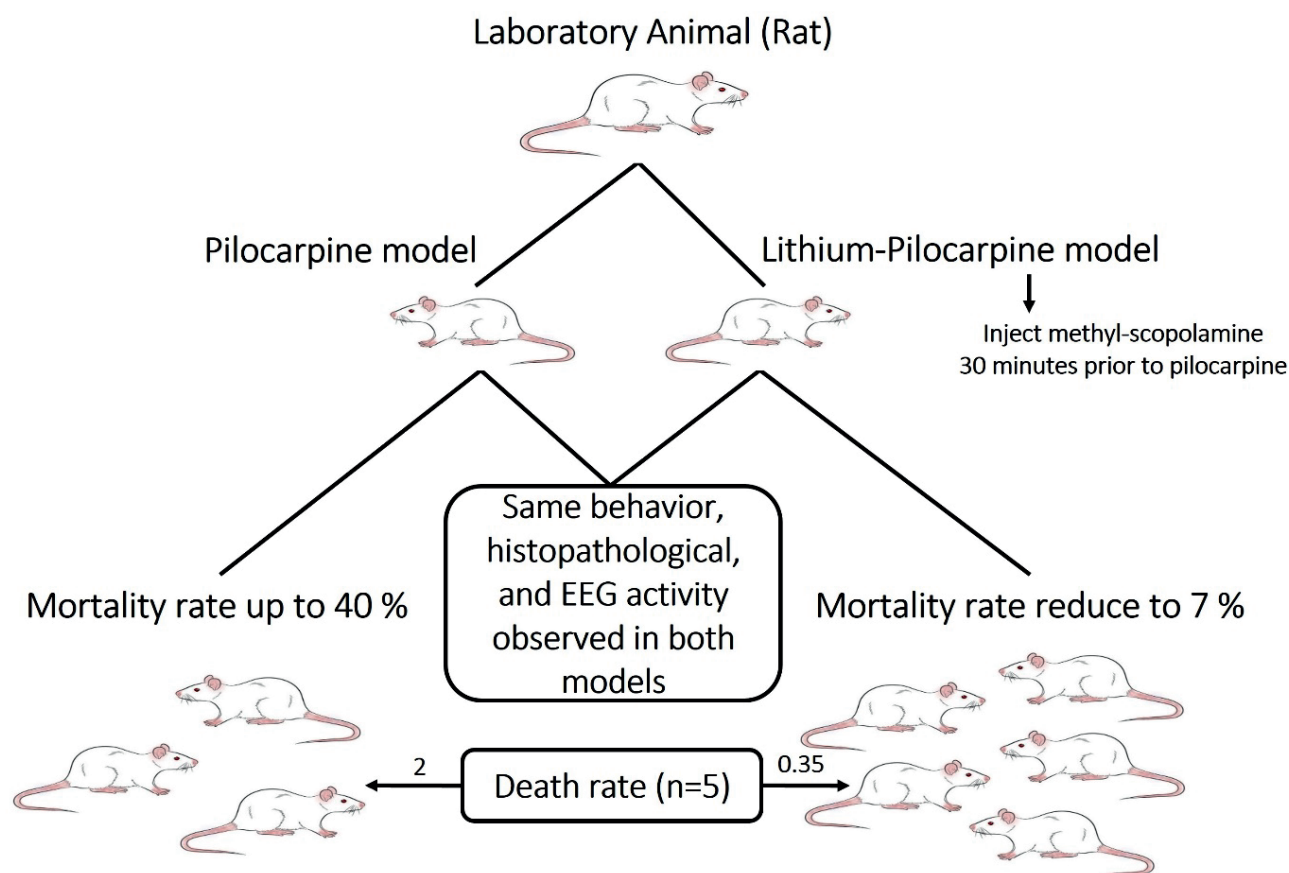 Laboratory Animal (Rat)
Pilocarpine model
Lithium-Pilocarpine model
Inject methyl-scopolamine
30 minutes prior to pilocarpine
Same behavior,
histopathological,
and EEG activity
observed in both
models
Mortality rate up to 40 %
Mortality rate reduce to 7 %
2
Death rate (n=5)
0.35